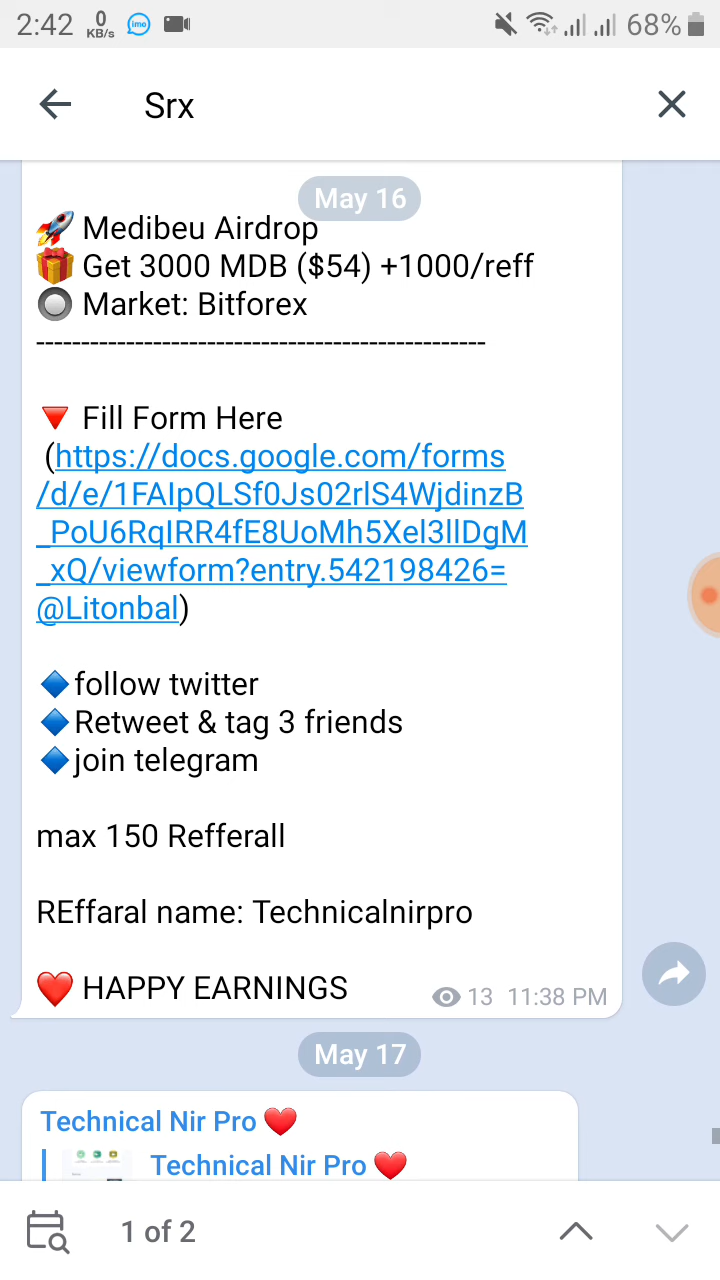 2:42 0 KB/s imo 68%
Srx
May 16
🚀 Medibeu Airdrop
🎁 Get 3000 MDB ($54) +1000/reff
🔘 Market: Bitforex
--------------------------------------------------
🔻 Fill Form Here
(https://docs.google.com/forms
/d/e/1FAIpQLSf0Js02rlS4WjdinzB
_PoU6RqIRR4fE8UoMh5Xel3llDgM
_xQ/viewform?entry.542198426=
@Litonbal)
🔷follow twitter
🔷Retweet & tag 3 friends
🔷join telegram
max 150 Refferall
REffaral name: Technicalnirpro
❤️ HAPPY EARNINGS
13 11:38 PM
May 17
Technical Nir Pro ❤️
Technical Nir Pro ❤️
1 of 2